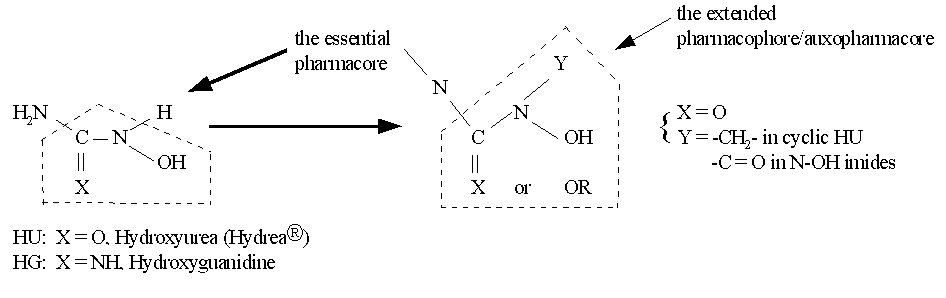 the essential
pharmacore
the extended
pharmacophore/auxopharmacore
H2N
H
C
N
OH
X
N
Y
N
C
OH
X or OR
{ X = O
Y = -CH2- in cyclic HU
-C = O in N-OH imides
HU: X = O, Hydroxyurea (Hydrea®)
HG: X = NH, Hydroxyguanidine